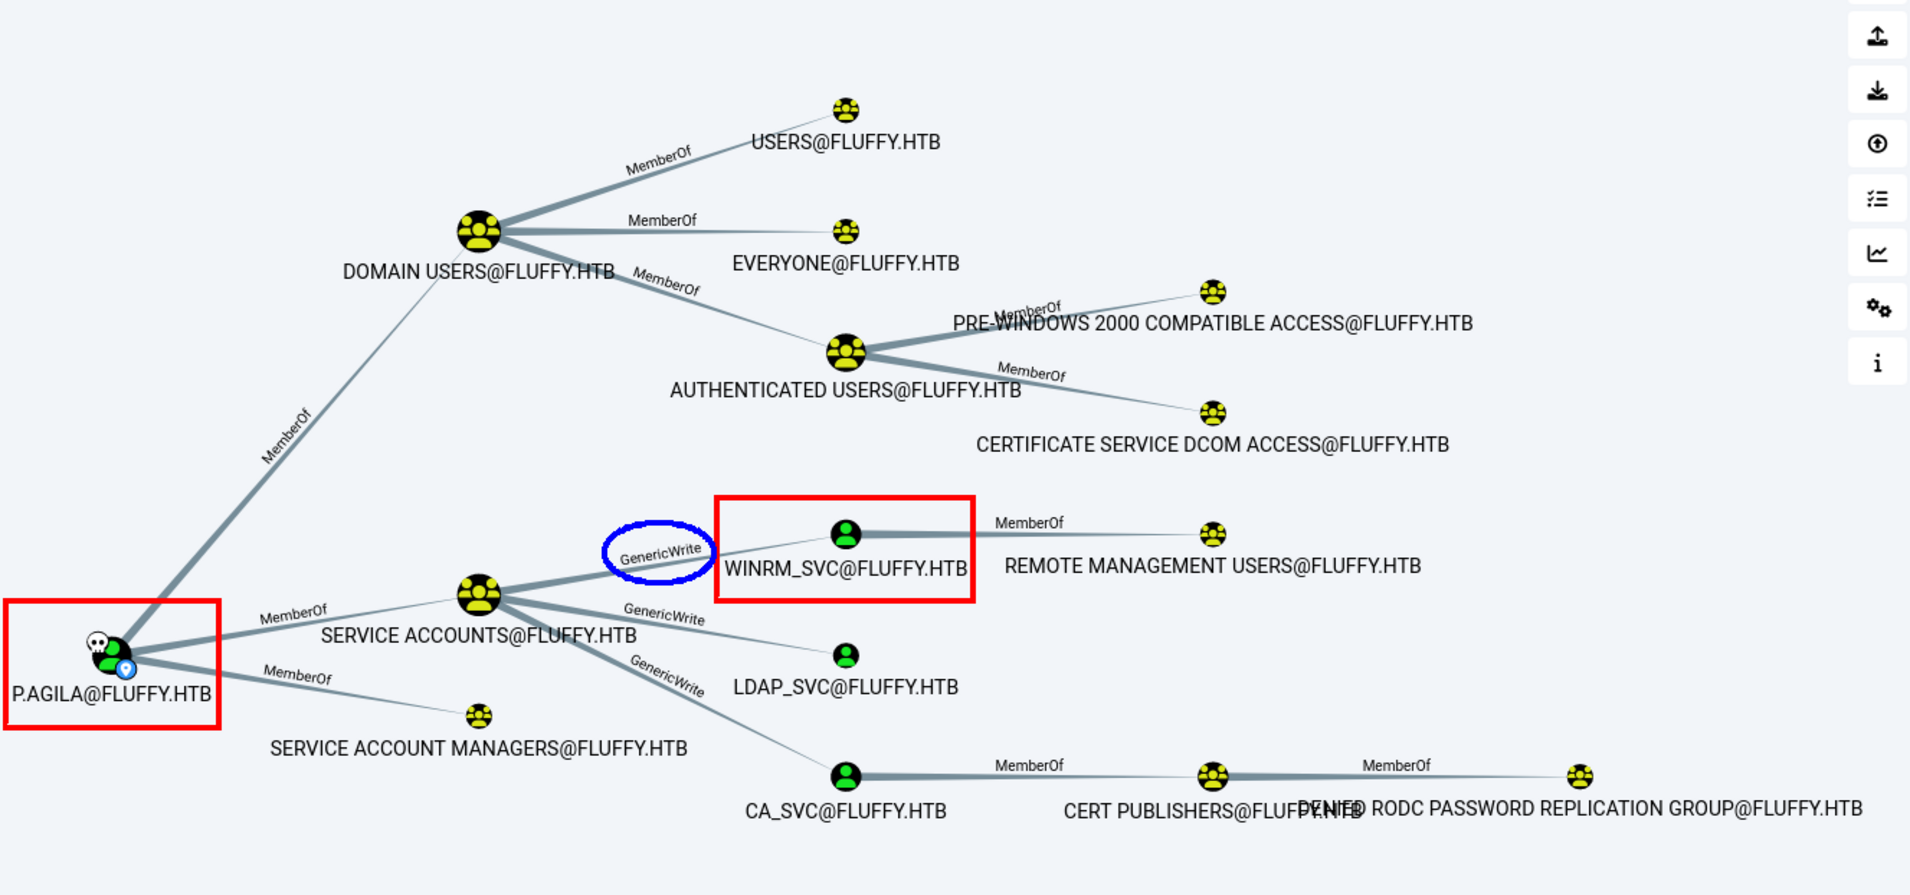 USERS@FLUFFY.HTB
MemberOf
MemberOf
EVERYONE@FLUFFY.HTB
DOMAIN USERS@FLUFFY.HTB
MemberOf
MemberOf
PRE-WINDOWS 2000 COMPATIBLE ACCESS@FLUFFY.HTB
MemberOf
AUTHENTICATED USERS@FLUFFY.HTB
MemberOf
CERTIFICATE SERVICE DCOM ACCESS@FLUFFY.HTB
MemberOf
GenericWrite
WINRM_SVC@FLUFFY.HTB
REMOTE MANAGEMENT USERS@FLUFFY.HTB
MemberOf
GenericWrite
SERVICE ACCOUNTS@FLUFFY.HTB
MemberOf
GenericWrite
LDAP_SVC@FLUFFY.HTB
P.AGILA@FLUFFY.HTB
SERVICE ACCOUNT MANAGERS@FLUFFY.HTB
MemberOf
MemberOf
CA_SVC@FLUFFY.HTB
CERT PUBLISHERS@FLUFFY.HTB
DENIED RODC PASSWORD REPLICATION GROUP@FLUFFY.HTB